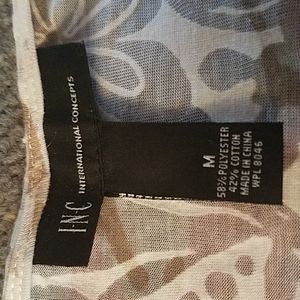 I·N·C
INTERNATIONAL CONCEPTS
M
58% POLYESTER
42% COTTON
MADE IN CHINA
WPL 8046